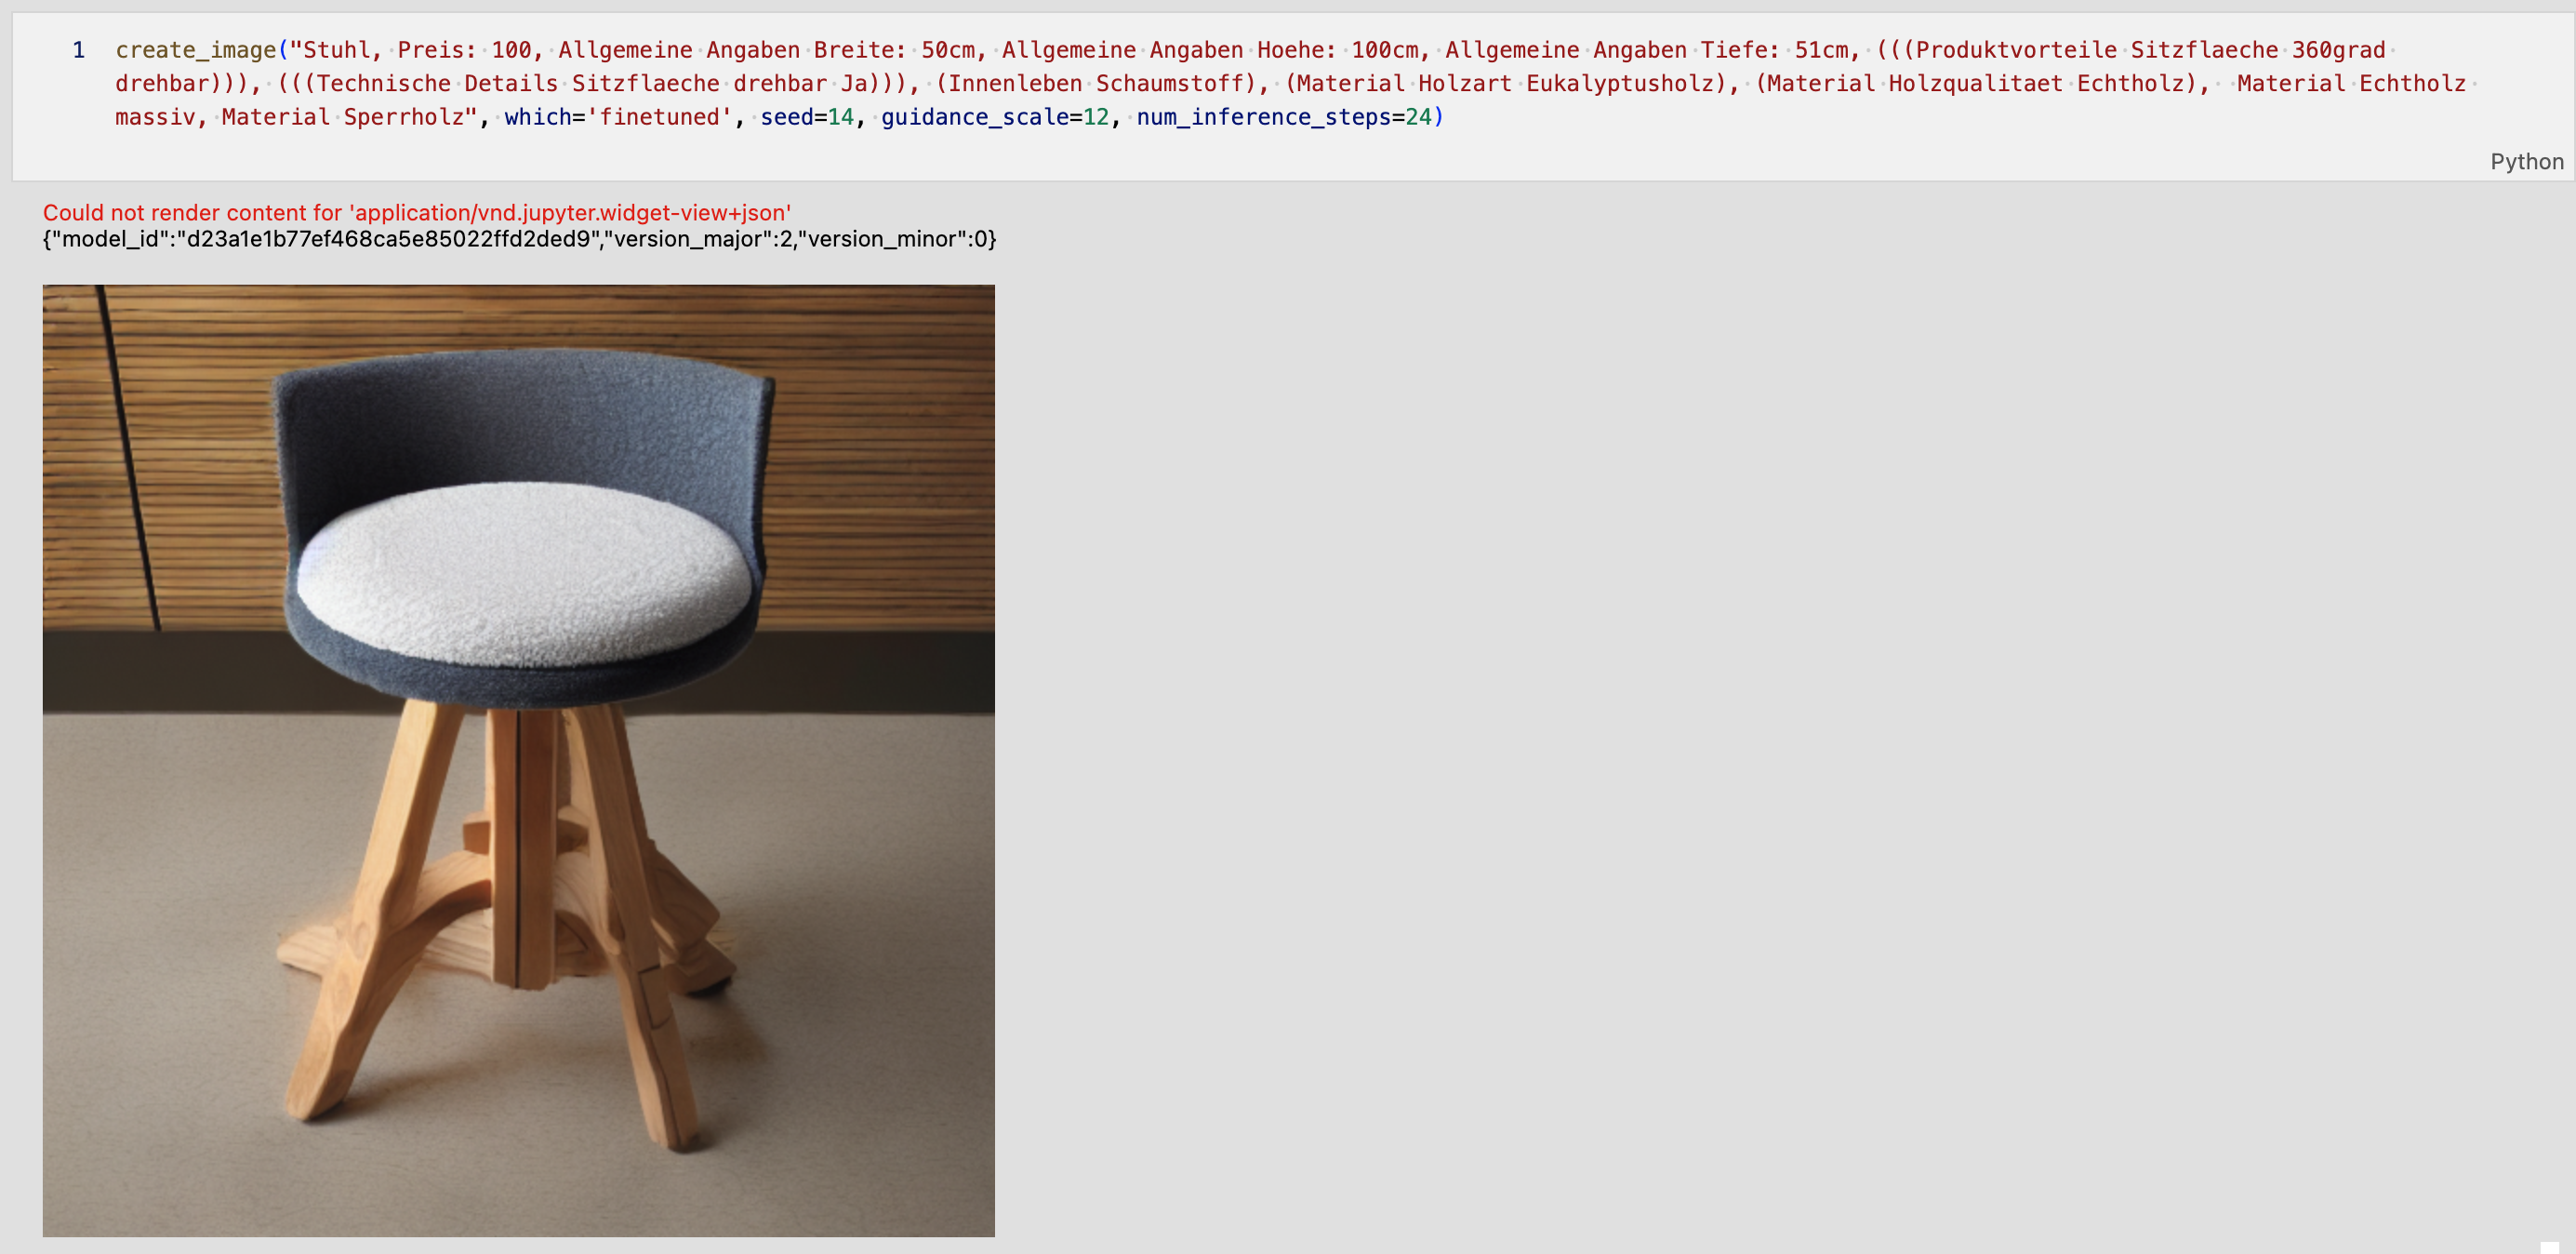 1 create_image("Stuhl, Preis: 100, Allgemeine Angaben Breite: 50cm, Allgemeine Angaben Hoehe: 100cm, Allgemeine Angaben Tiefe: 51cm, (((Produktvorteile Sitzflaeche 360grad
drehbar))), (((Technische Details Sitzflaeche drehbar Ja))), (Innenleben Schaumstoff), (Material Holzart Eukalyptusholz), (Material Holzqualitaet Echtholz),  Material Echtholz
massiv, Material Sperrholz", which='finetuned', seed=14, guidance_scale=12, num_inference_steps=24)
Python
Could not render content for 'application/vnd.jupyter.widget-view+json'
{"model_id":"d23a1e1b77ef468ca5e85022ffd2ded9","version_major":2,"version_minor":0}